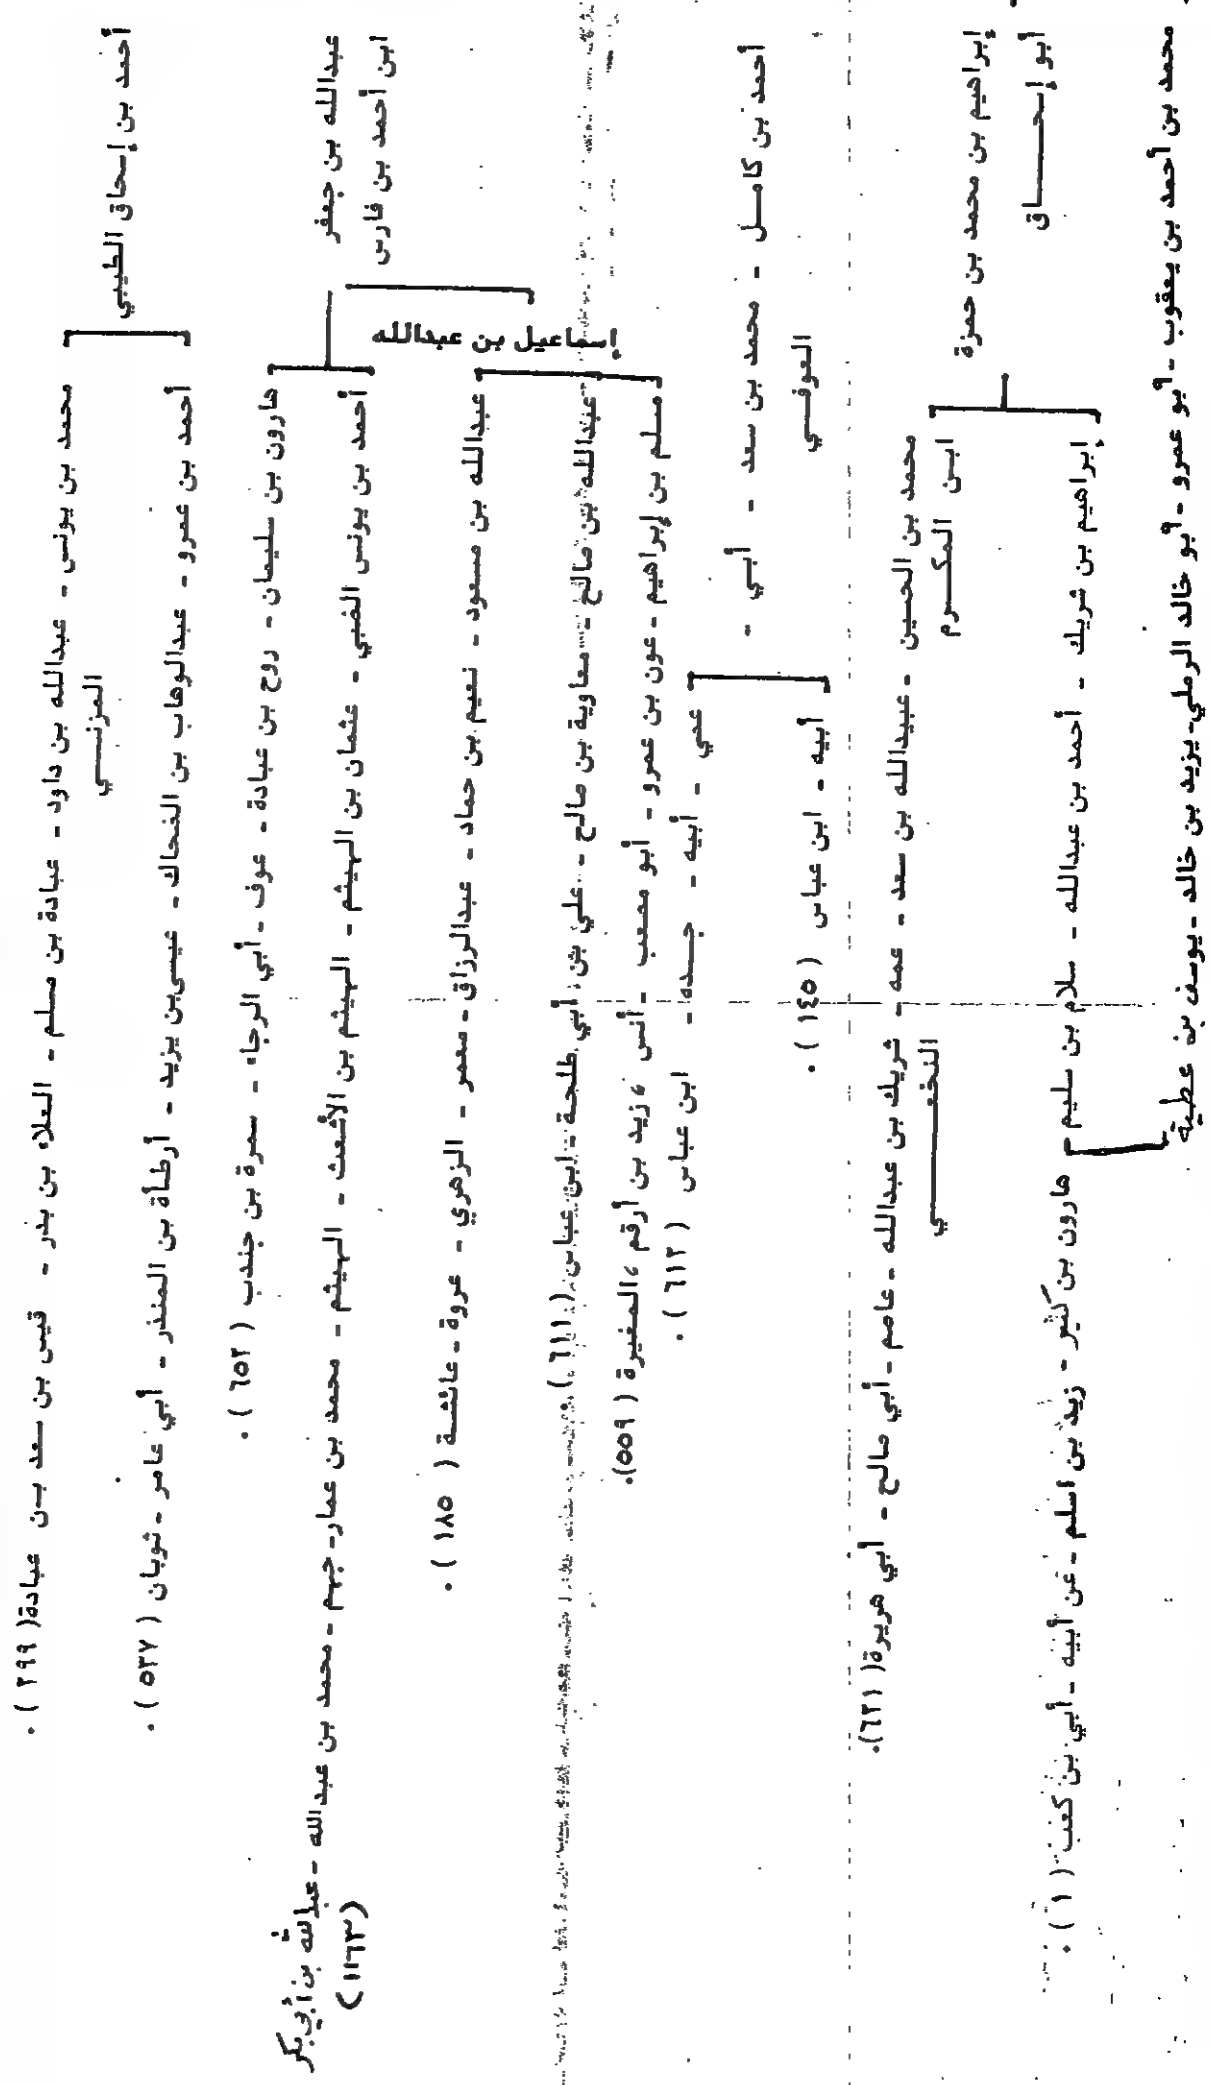 أحمد بن إسحاق الطيبي
محمد بن يونس - عبدالله بن داود - عبادة بن مسلم - العلاء بن بدر - قيس بن سعد بن عبادة (٢٩٩) .
المزني
أحمد بن عمرو - عبدالوهاب بن الضحاك - عيسى بن يزيد - أرطأة بن المنذر - أبي عامر - ثوبان (٥٣٧) .
عبدالله بن جعفر
ابن أحمد بن فارس
هارون بن سليمان - روح بن عبادة - عوف - أبي الرجاء - سمرة بن جندب (٦٥٢) .
أحمد بن يونس الضبي - عثمان بن الهيثم - الهيثم بن الأشعث - الهيثم - محمد بن عمار - جهم - محمد بن عبدالله - عبدالله بن أبي بكر
(١١٦٣)
إسماعيل بن عبدالله
عبدالله بن مسعود - نعيم بن حماد - عبدالرزاق - معمر - الزهري - عروة - عائشة (١٨٥) .
عبدالله بن صالح - معاوية بن صالح - علي بن أبي طلحة - ابن عباس (٦١١) .
مسلم بن إبراهيم - عون بن عمرو - أبو مصعب - أنس ، زيد بن أرقم ، المغيرة (٥٥٩) .
أحمد بن كامل - محمد بن سعد - أبي -
العوفي
عمي - أبيه - جده - ابن عباس (٦١٢) .
أبيه - ابن عباس (١٤٥) .
إبراهيم بن محمد بن حمزة
أبو إسحاق
محمد بن الحسين - عبيدالله بن سعد - عمه - شريك بن عبدالله - عاصم - أبي صالح - أبي هريرة (٦٢١) .
ابن المكرم
النخعي
إبراهيم بن شريك - أحمد بن عبدالله - سلام بن سليم
هارون بن كثير - زيد بن أسلم - عن أبيه - أبي بن كعب (١) .
محمد بن أحمد بن يعقوب - أبو عمرو - أبو خالد الرملي - يزيد بن خالد - يوسف بن عطية